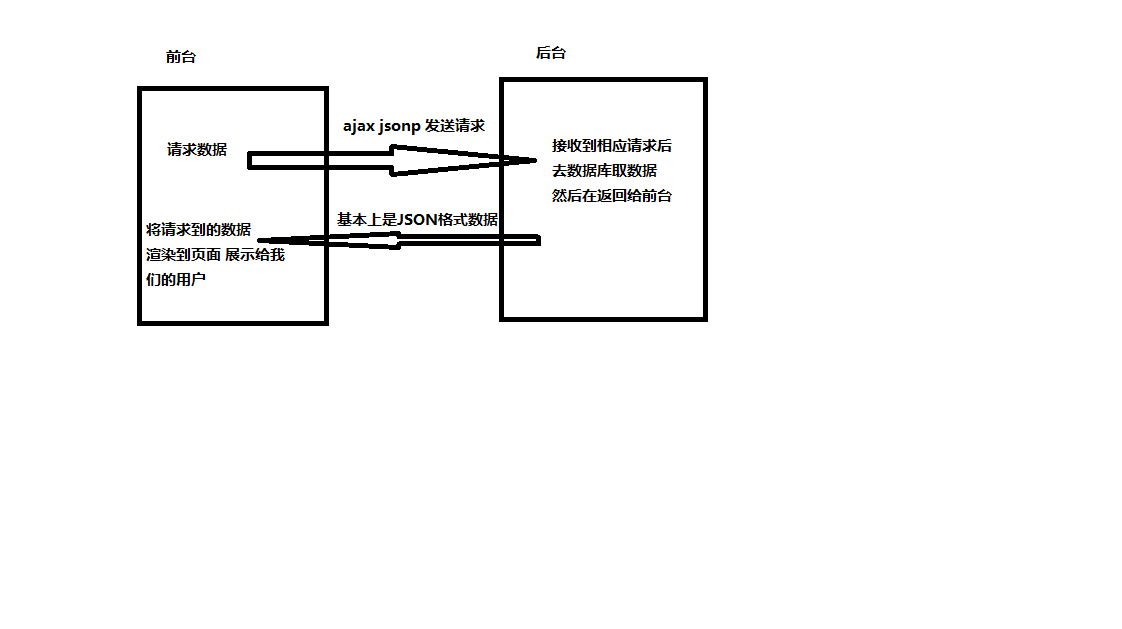 前台
后台
ajax jsonp 发送请求
请求数据
接收到相应请求后
去数据库取数据
然后在返回给前台
基本上是JSON格式数据
将请求到的数据
渲染到页面 展示给我
们的用户